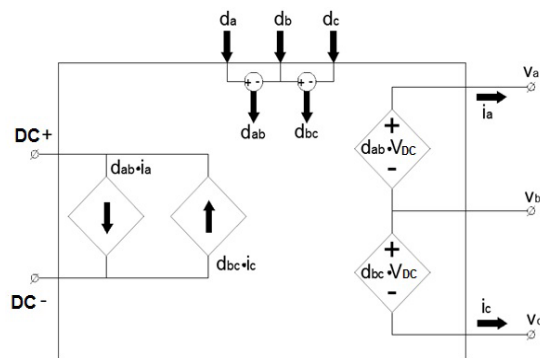 da
db
dc
+ -
+ -
dab
dbc
va
ia
DC+
dab·ia
+
dab·VDC
-
vb
dbc·ic
+
dbc·VDC
-
DC-
ic
vc